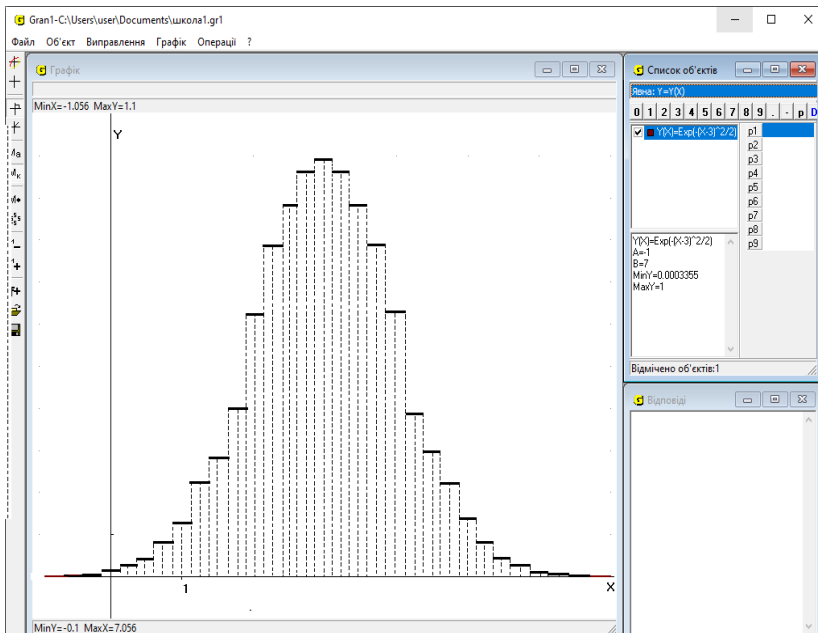 Gran1-C:\Users\user\Documents\школа1.gr1
Файл Об'єкт Виправлення Графік Операції ?
Графік
MinX=-1.056 MaxY=1.1
Y
1
X
MinY=-0.1 MaxX=7.056
Список об'єктів
Явна: Y=Y(X)
0 1 2 3 4 5 6 7 8 9 . - p D
Y(X)=Exp(-(X-3)^2/2)
p1
p2
p3
p4
p5
p6
p7
p8
p9
Y(X)=Exp(-(X-3)^2/2)
A=-1
B=7
MinY=0.0003355
MaxY=1
Відмічено об'єктів:1
Відповіді